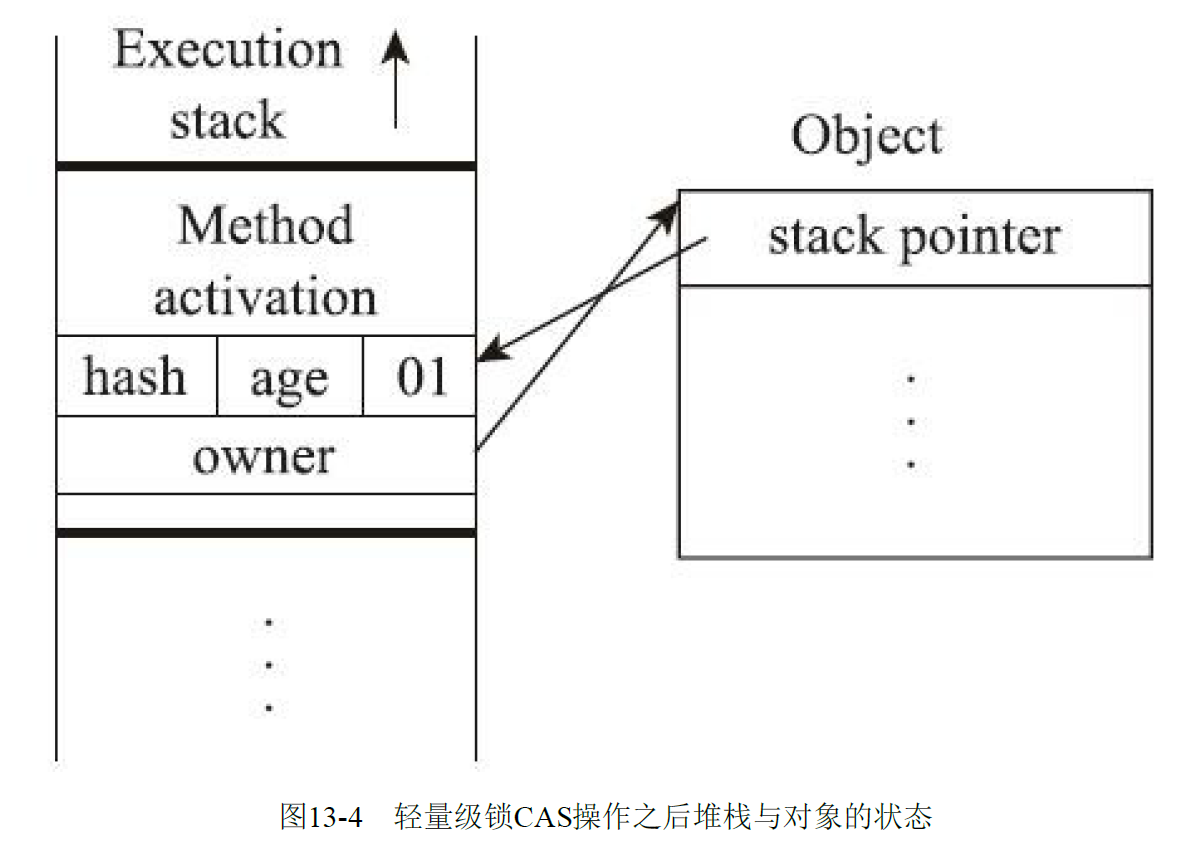 Execution
stack
Method
activation
hash age 01
owner
Object
stack pointer
图13-4 轻量级锁CAS操作之后堆栈与对象的状态